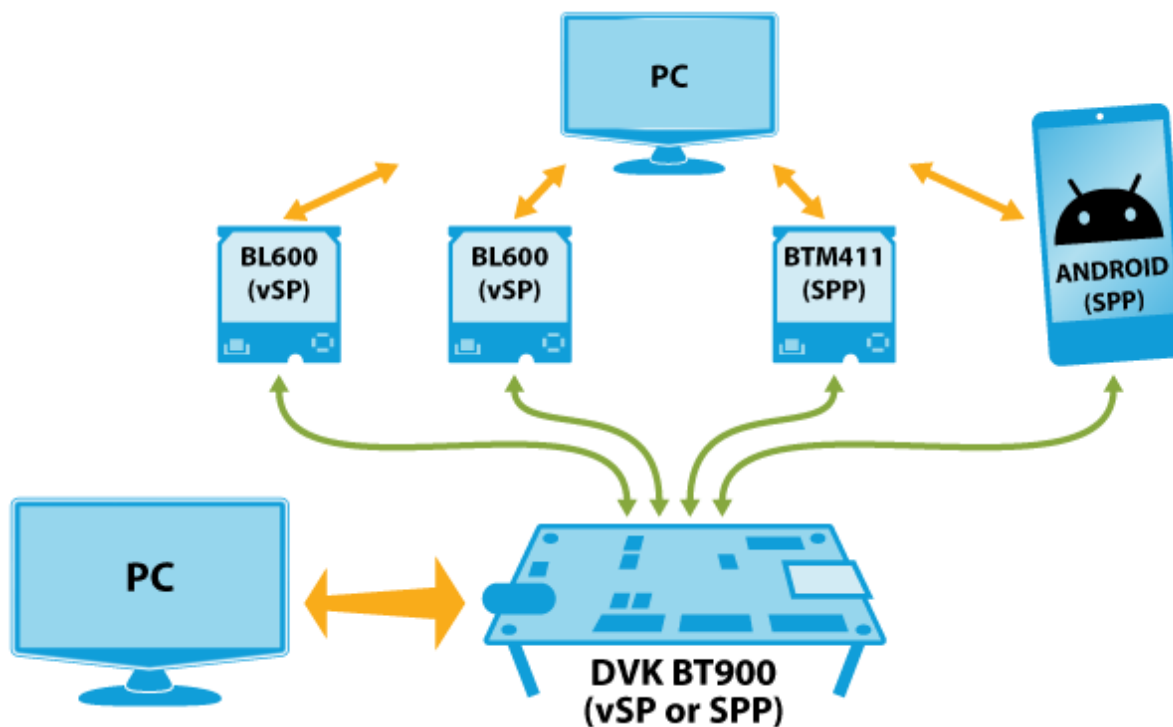 PC
BL600
(vSP)
BL600
(vSP)
BTM411
(SPP)
ANDROID
(SPP)
PC
DVK BT900
(vSP or SPP)